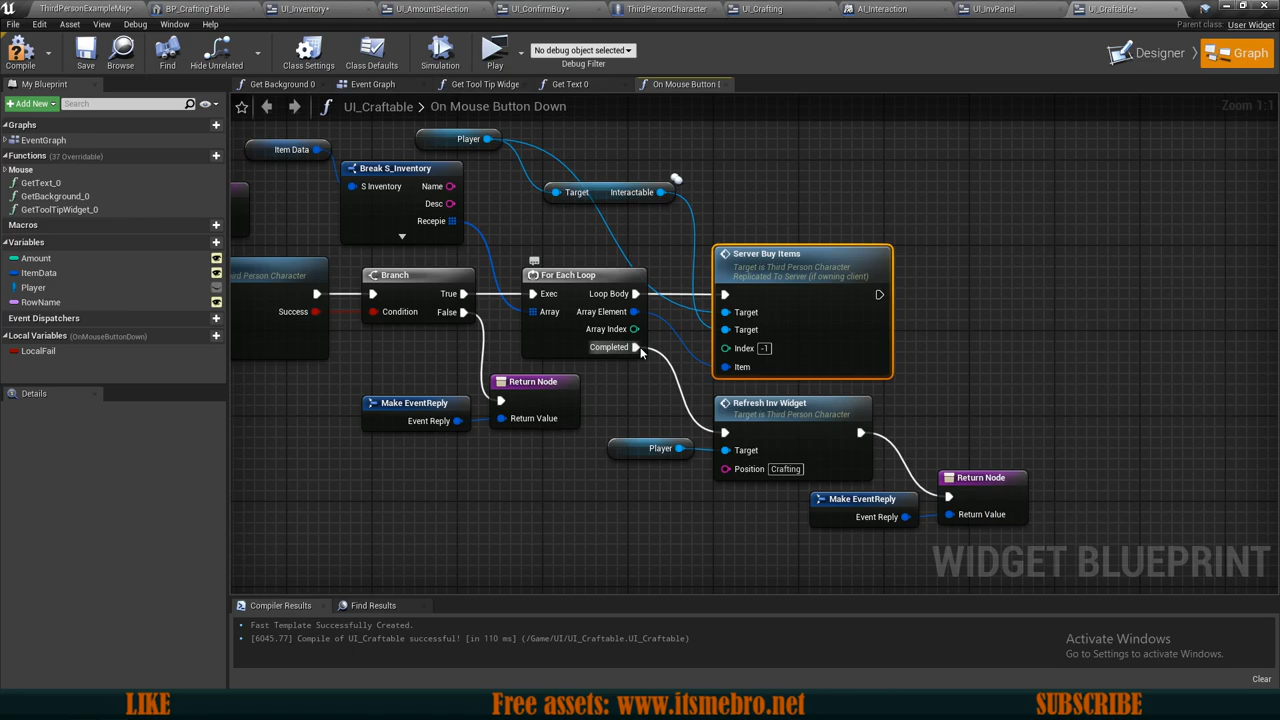 ThirdPersonExampleMap*
BP_CraftingTable
UI_Inventory*
UI_AmountSelection
UI_ConfirmBuy*
ThirdPersonCharacter
UI_Crafting
AI_Interaction
UI_InvPanel
UI_Craftable*
File
Edit
Asset
View
Debug
Window
Help
Parent class: User Widget
Compile
Save
Browse
Find
Hide Unrelated
Class Settings
Class Defaults
Simulation
Play
No debug object selected
Debug Filter
Designer
Graph
My Blueprint
Get Background 0
Event Graph
Get Tool Tip Widge
Get Text 0
On Mouse Button D
+Add New
Search
UI_Craftable
On Mouse Button Down
Zoom 1:1
Graphs
EventGraph
Functions (37 Overridable)
Mouse
GetText_0
GetBackground_0
GetToolTipWidget_0
Macros
Variables
Amount
ItemData
Player
RowName
Event Dispatchers
Local Variables (OnMouseButtonDown)
LocalFail
Details
Player
Item Data
Break S_Inventory
S Inventory
Name
Desc
Recepie
Target
Interactable
Server Buy Items
Target is Third Person Character
Replicated To Server (if owning client)
Target
Target
Index
-1
Item
hird Person Character
Success
Branch
True
Condition
False
For Each Loop
Exec
Loop Body
Array
Array Element
Array Index
Completed
Return Node
Return Value
Make EventReply
Event Reply
Refresh Inv Widget
Target is Third Person Character
Target
Position
Crafting
Player
Return Node
Return Value
Make EventReply
Event Reply
WIDGET BLUEPRINT
Compiler Results
Find Results
Fast Template Successfully Created.
[6045.77] Compile of UI_Craftable successful! [in 110 ms] (/Game/UI/UI_Craftable.UI_Craftable)
Activate Windows
Go to Settings to activate Windows.
Clear
LIKE
Free assets: www.itsmebro.net
SUBSCRIBE